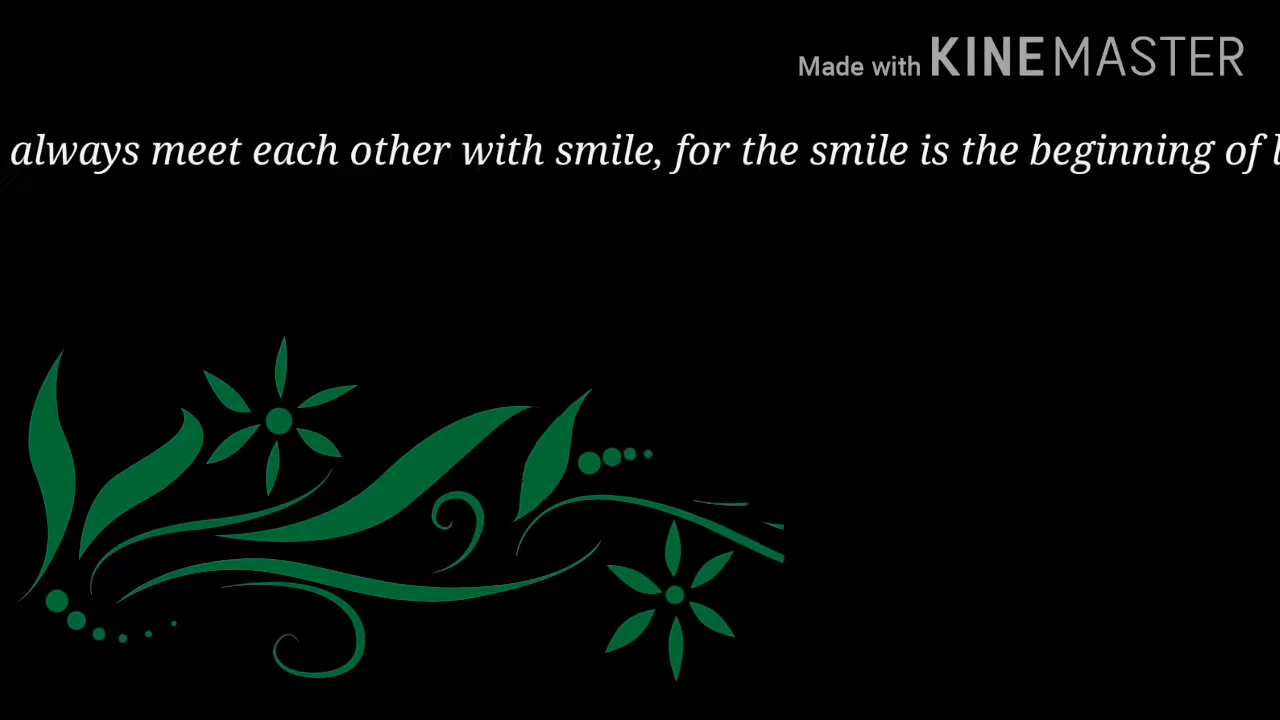 Made with KINEMASTER
always meet each other with smile, for the smile is the beginning of